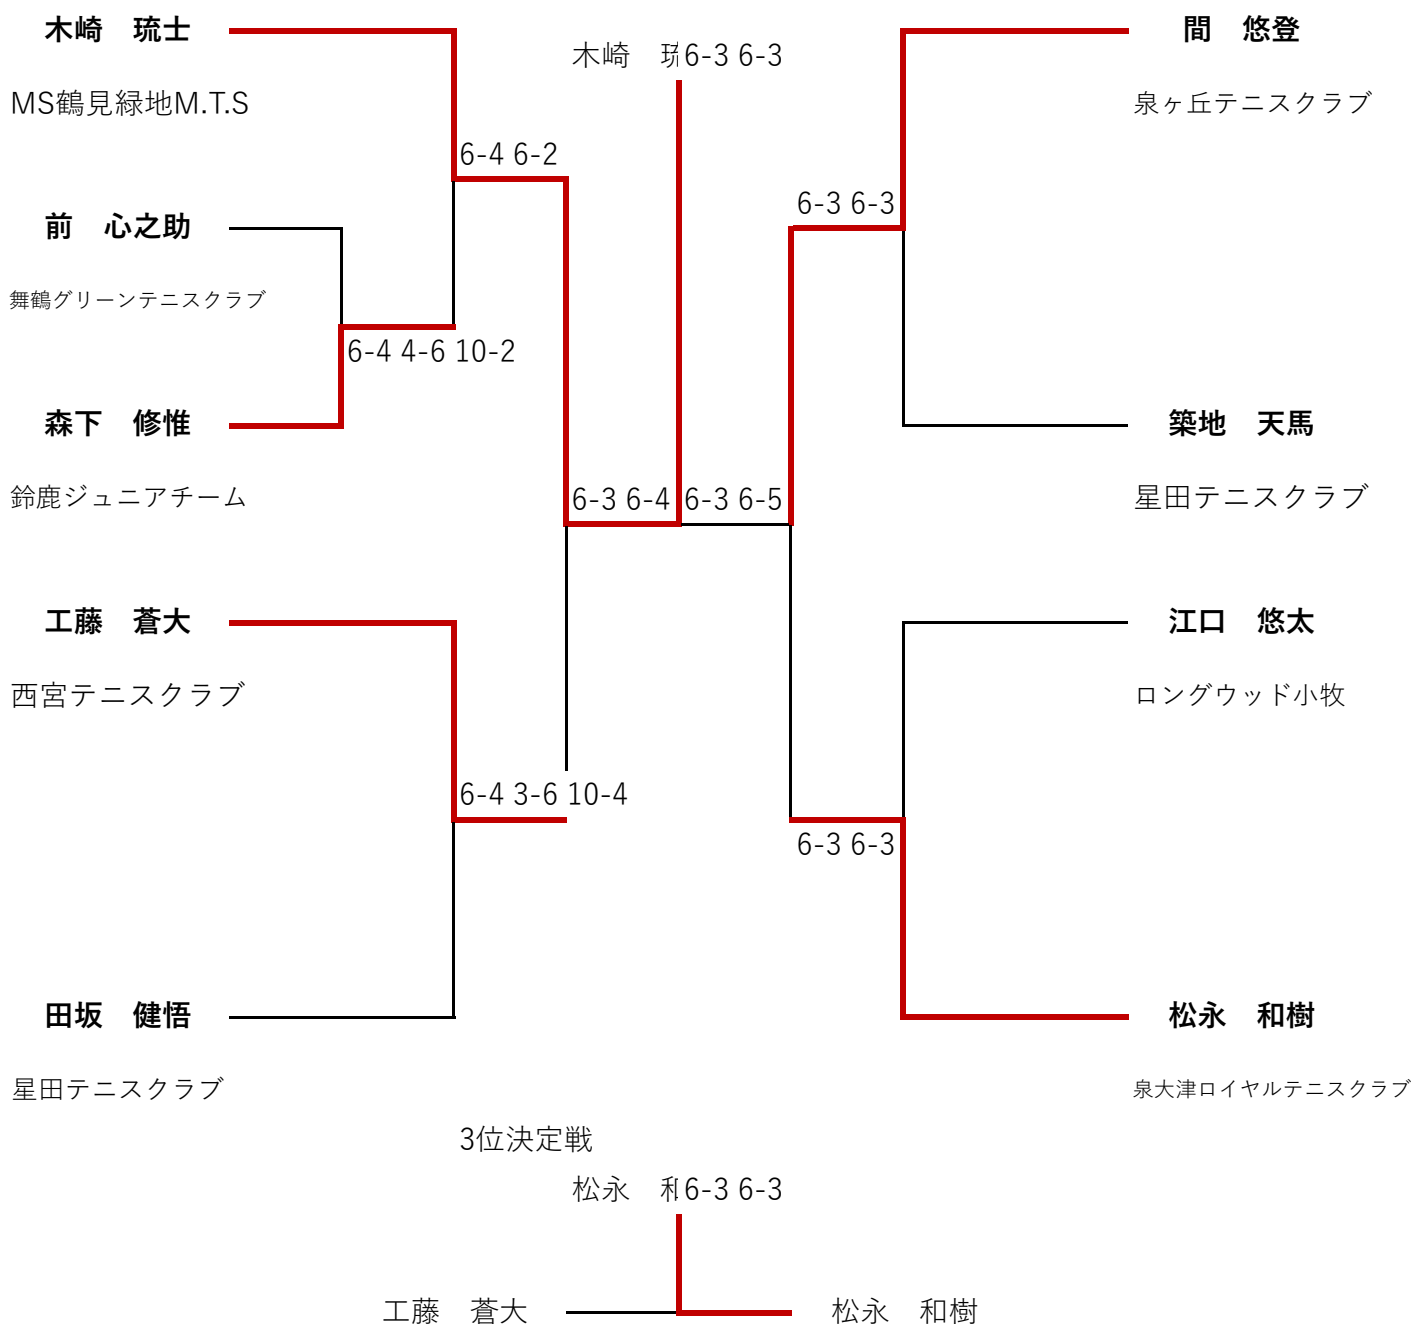 木崎　琉士
MS鶴見緑地M.T.S
前　心之助
舞鶴グリーンテニスクラブ
森下　修惟
鈴鹿ジュニアチーム
工藤　蒼大
西宮テニスクラブ
田坂　健悟
星田テニスクラブ
6-4 6-2
6-4 4-6 10-2
6-4 3-6 10-4
木崎　
6-3 6-3
6-3 6-4
6-3 6-5
6-3 6-3
6-3 6-3
間　悠登
泉ヶ丘テニスクラブ
築地　天馬
星田テニスクラブ
江口　悠太
ロングウッド小牧
松永　和樹
泉大津ロイヤルテニスクラブ
3位決定戦
松永　
6-3 6-3
工藤　蒼大
松永　和樹